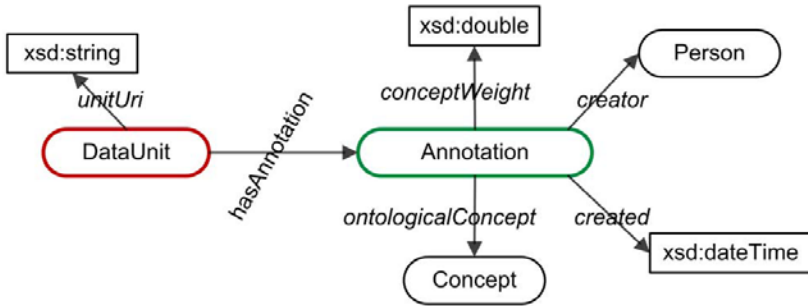 xsd:double
xsd:string
Person
unitUri
conceptWeight
creator
DataUnit
hasAnnotation
Annotation
ontologicalConcept
created
xsd:dateTime
Concept